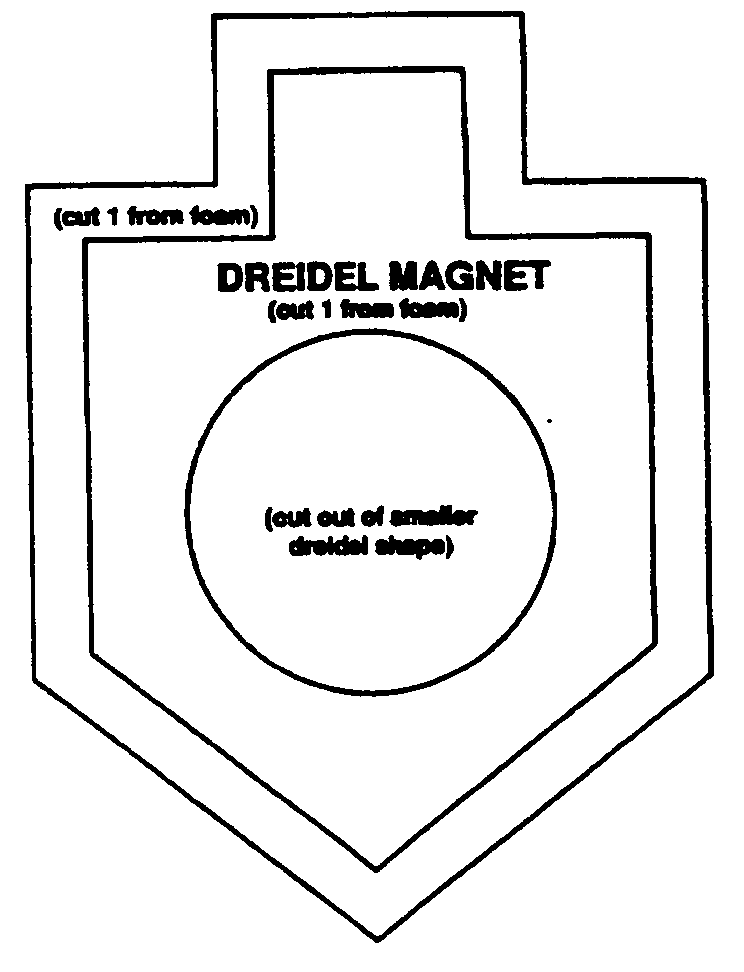 (cut 1 from foam)
DREIDEL MAGNET
(cut 1 from foam)
(cut out of smaller
dreidel shape)